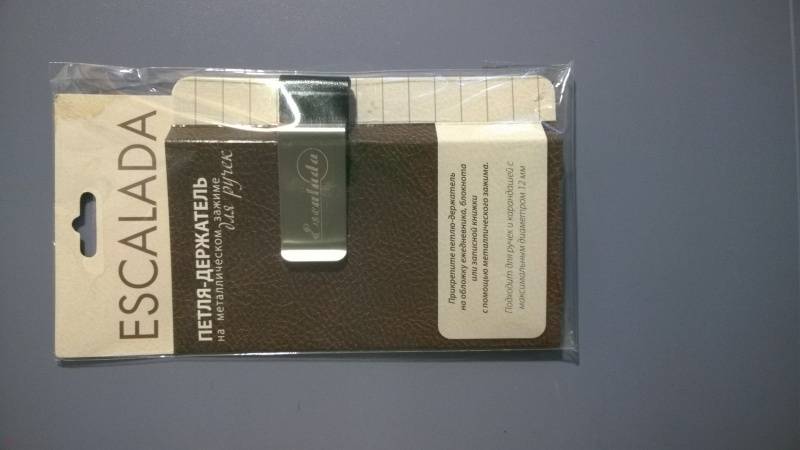 ESCALADA
ПЕТЛЯ-ДЕРЖАТЕЛЬ
на металлическом зажиме
для ручек
Escalada
Прикрепите петлю-держатель
на обложку ежедневника, блокнота
или записной книжки
с помощью металлического зажима.
Подходит для ручек и карандашей с
максимальным диаметром 12 мм